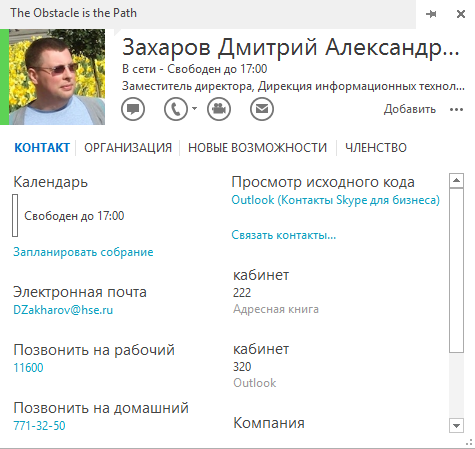 The Obstacle is the Path
Захаров Дмитрий Александр...
В сети - Свободен до 17:00
Заместитель директора, Дирекция информационных технол...
Добавить
КОНТАКТ ОРГАНИЗАЦИЯ НОВЫЕ ВОЗМОЖНОСТИ ЧЛЕНСТВО
Календарь
Свободен до 17:00
Запланировать собрание
Электронная почта
DZakharov@hse.ru
Позвонить на рабочий
11600
Позвонить на домашний
771-32-50
Просмотр исходного кода
Outlook (Контакты Skype для бизнеса)
Связать контакты...
кабинет
222
Адресная книга
кабинет
320
Outlook
Компания